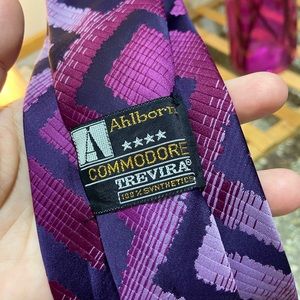 A Ahlborn
★★★★
COMMODORE
TREVIRA®
100% SYNTHETICS